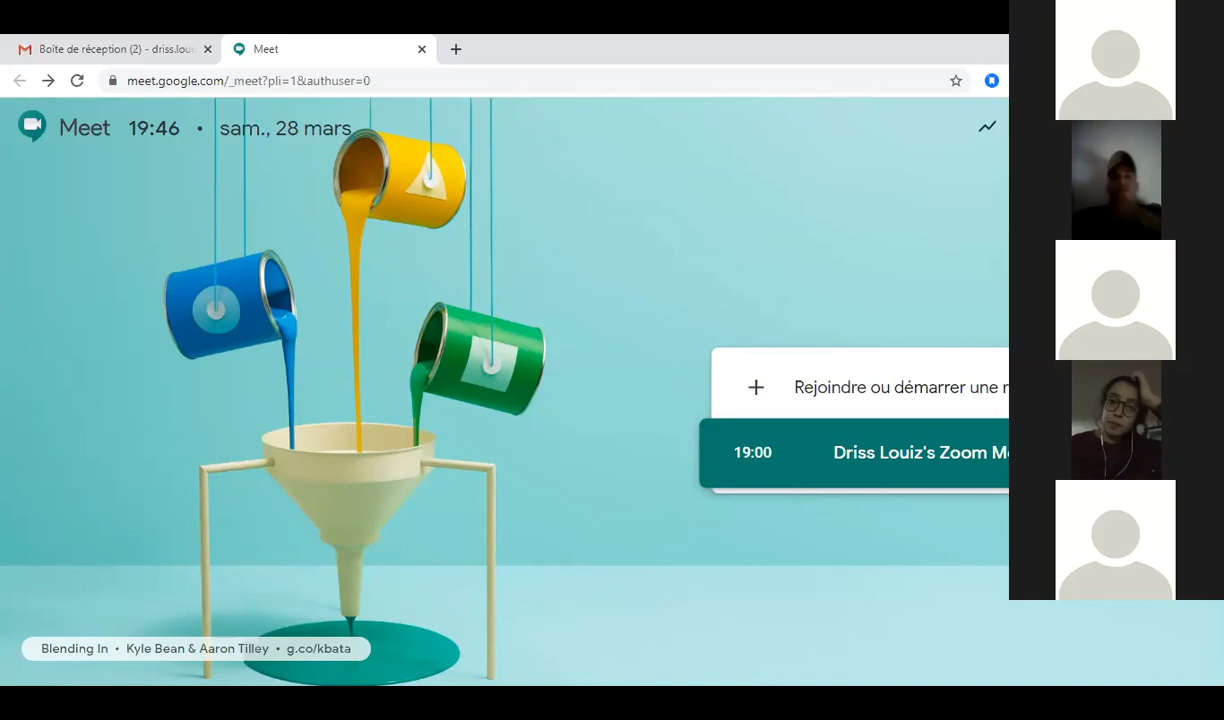 Boîte de réception (2) - driss.loui
Meet
meet.google.com/_meet?pli=1&authuser=0
Meet 19:46 • sam., 28 mars
Rejoindre ou démarrer une r
19:00 Driss Louiz's Zoom M
Blending In • Kyle Bean & Aaron Tilley • g.co/kbata